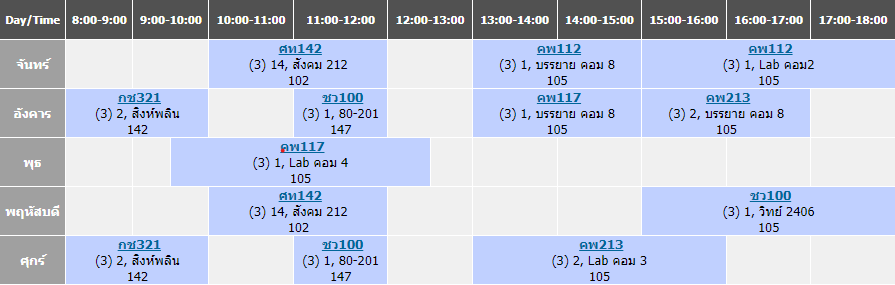 Day/Time 8:00-9:00 9:00-10:00 10:00-11:00 11:00-12:00 12:00-13:00 13:00-14:00 14:00-15:00 15:00-16:00 16:00-17:00 17:00-18:00
จันทร์
ศท142
(3) 14, สังคม 212
102
คพ112
(3) 1, บรรยาย คอม 8
105
คพ112
(3) 1, Lab คอม2
105
อังคาร
กช321
(3) 2, สิงห์พลิน
142
ชว100
(3) 1, 80-201
147
คพ117
(3) 1, บรรยาย คอม 8
105
คพ213
(3) 2, บรรยาย คอม 8
105
พุธ
คพ117
(3) 1, Lab คอม 4
105
พฤหัสบดี
ศท142
(3) 14, สังคม 212
102
ชว100
(3) 1, วิทย์ 2406
105
ศุกร์
กช321
(3) 2, สิงห์พลิน
142
ชว100
(3) 1, 80-201
147
คพ213
(3) 2, Lab คอม 3
105